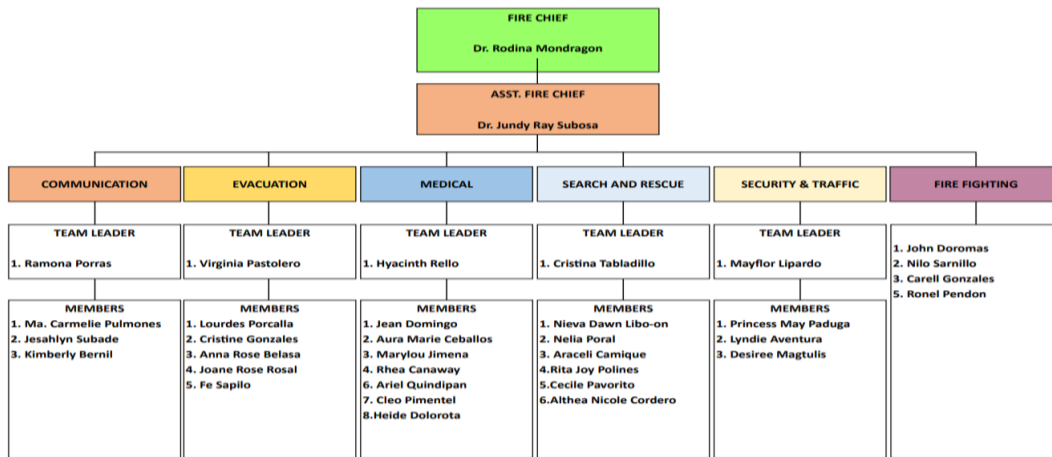 FIRE CHIEF
Dr. Rodina Mondragon
ASST. FIRE CHIEF
Dr. Jundy Ray Subosa
COMMUNICATION
EVACUATION
MEDICAL
SEARCH AND RESCUE
SECURITY & TRAFFIC
FIRE FIGHTING
TEAM LEADER
1. Ramona Porras
TEAM LEADER
1. Virginia Pastolero
TEAM LEADER
1. Hyacinth Rello
TEAM LEADER
1. Cristina Tabladillo
TEAM LEADER
1. Mayflor Lipardo
1. John Doromas
2. Nilo Sarnillo
3. Carell Gonzales
5. Ronel Pendon
MEMBERS
1. Ma. Carmelie Pulmones
2. Jesahlyn Subade
3. Kimberly Bernil
MEMBERS
1. Lourdes Porcalla
2. Cristine Gonzales
3. Anna Rose Belasa
4. Joane Rose Rosal
5. Fe Sapilo
MEMBERS
1. Jean Domingo
2. Aura Marie Ceballos
3. Marylou Jimena
4. Rhea Canaway
6. Ariel Quindipan
7. Cleo Pimentel
8.Heide Dolorota
MEMBERS
1. Nieva Dawn Libo-on
2. Nelia Poral
3. Araceli Camique
4.Rita Joy Polines
5.Cecile Pavorito
6.Althea Nicole Cordero
MEMBERS
1. Princess May Paduga
2. Lyndie Aventura
3. Desiree Magtulis